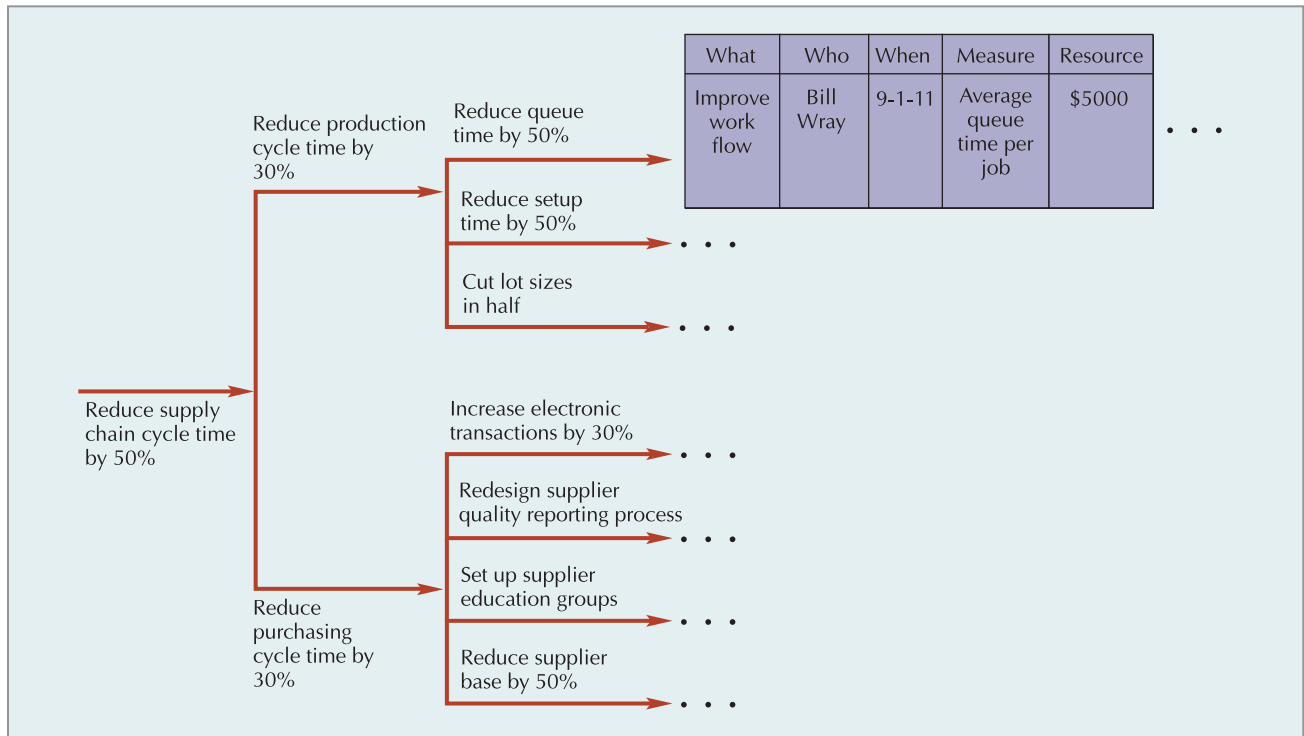 What Who When Measure Resource
Improve work flow Bill Wray 9-1-11 Average queue time per job $5000
. . .
Reduce production
cycle time by
30%
Reduce queue
time by 50%
Reduce setup
time by 50%
. . .
Cut lot sizes
in half
. . .
Reduce supply
chain cycle time
by 50%
Increase electronic
transactions by 30%
. . .
Redesign supplier
quality reporting process
. . .
Set up supplier
education groups
. . .
Reduce
purchasing
cycle time by
30%
Reduce supplier
base by 50%
. . .